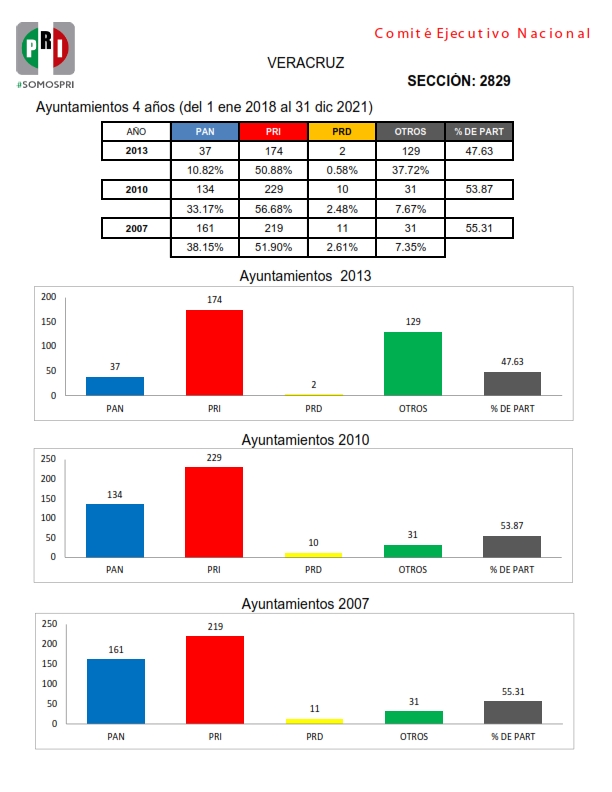 Comité Ejecutivo Nacional
PRI
#SOMOSPRI
VERACRUZ
SECCIÓN: 2829
Ayuntamientos 4 años (del 1 ene 2018 al 31 dic 2021)
AÑO PAN PRI PRD OTROS % DE PART
2013 37 174 2 129 47.63
10.82% 50.88% 0.58% 37.72%
2010 134 229 10 31 53.87
33.17% 56.68% 2.48% 7.67%
2007 161 219 11 31 55.31
38.15% 51.90% 2.61% 7.35%
Ayuntamientos 2013
200
150
100
50
0
37 174 2 129 47.63
PAN PRI PRD OTROS % DE PART
Ayuntamientos 2010
250
200
150
100
50
0
134 229 10 31 53.87
PAN PRI PRD OTROS % DE PART
Ayuntamientos 2007
250
200
150
100
50
0
161 219 11 31 55.31
PAN PRI PRD OTROS % DE PART